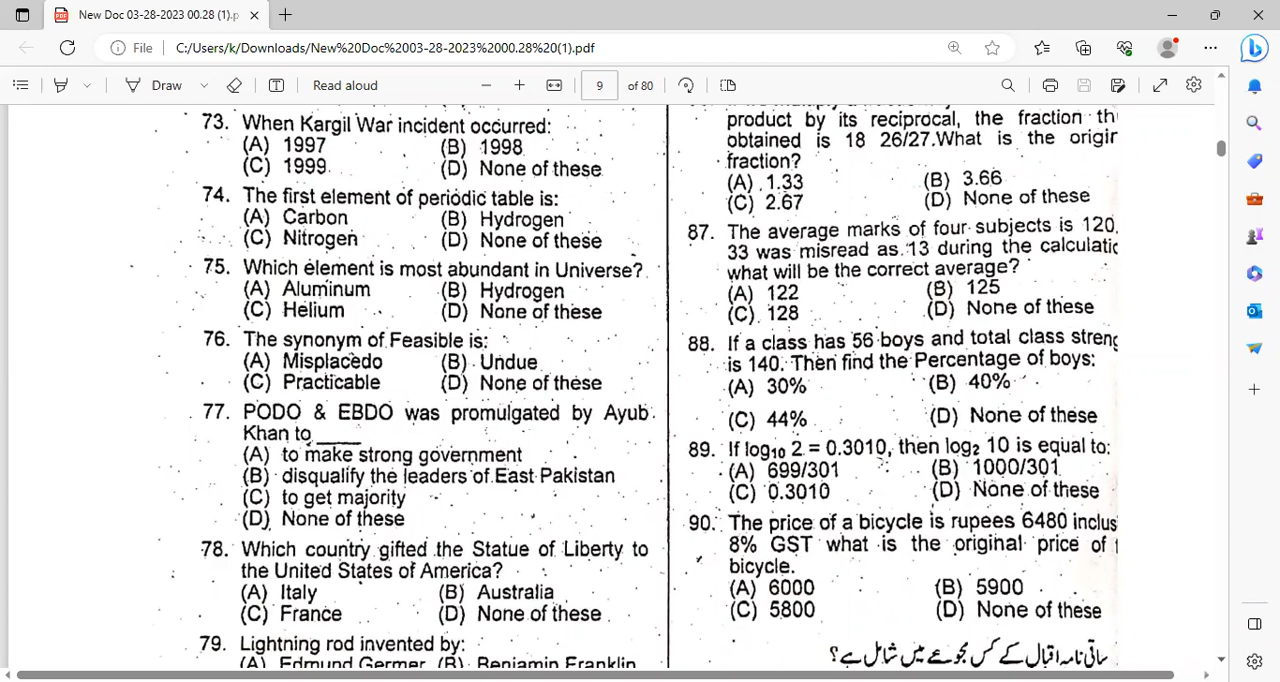 New Doc 03-28-2023 00.28 (1).p
File
C:/Users/k/Downloads/New%20Doc%2003-28-2023%2000.28%20(1).pdf
Draw
Read aloud
9
of 80
73. When Kargil War incident occurred:
(A) 1997 (B) 1998
(C) 1999 (D) None of these
74. The first element of periodic table is:
(A) Carbon (B) Hydrogen
(C) Nitrogen (D) None of these
75. Which element is most abundant in Universe?
(A) Aluminum (B) Hydrogen
(C) Helium (D) None of these
76. The synonym of Feasible is:
(A) Misplacedo (B) Undue
(C) Practicable (D) None of these
77. PODO & EBDO was promulgated by Ayub
Khan to ____
(A) to make strong government
(B) disqualify the leaders of East Pakistan
(C) to get majority
(D) None of these
78. Which country gifted the Statue of Liberty to
the United States of America?
(A) Italy (B) Australia
(C) France (D) None of these
79. Lightning rod invented by:
(A) Edmund Germer (B) Benjamin Franklin
product by its reciprocal, the fraction th
obtained is 18 26/27.What is the origin
fraction?
(A) 1.33 (B) 3.66
(C) 2.67 (D) None of these
87. The average marks of four subjects is 120.
33 was misread as 13 during the calculatio
what will be the correct average?
(A) 122 (B) 125
(C) 128 (D) None of these
88. If a class has 56 boys and total class streng
is 140. Then find the Percentage of boys:
(A) 30% (B) 40%
(C) 44% (D) None of these
89. If log10 2 = 0.3010, then log2 10 is equal to:
(A) 699/301 (B) 1000/301
(C) 0.3010 (D) None of these
90. The price of a bicycle is rupees 6480 inclus
8% GST what is the original price of
bicycle.
(A) 6000 (B) 5900
(C) 5800 (D) None of these
ساقی نامہ اقبال کے کس مجموعے میں شامل ہے؟